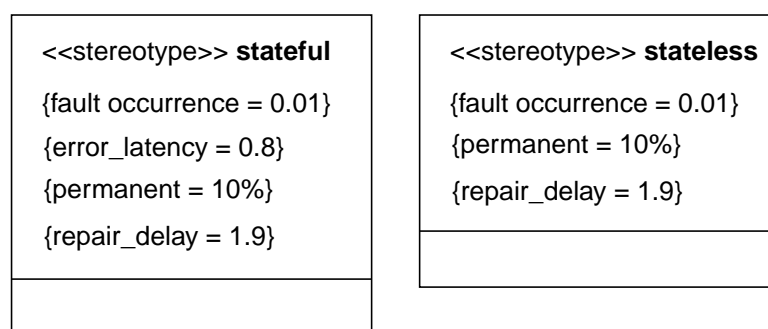 <<stereotype>> stateful
{fault occurrence = 0.01}
{error_latency = 0.8}
{permanent = 10%}
{repair_delay = 1.9}
<<stereotype>> stateless
{fault occurrence = 0.01}
{permanent = 10%}
{repair_delay = 1.9}